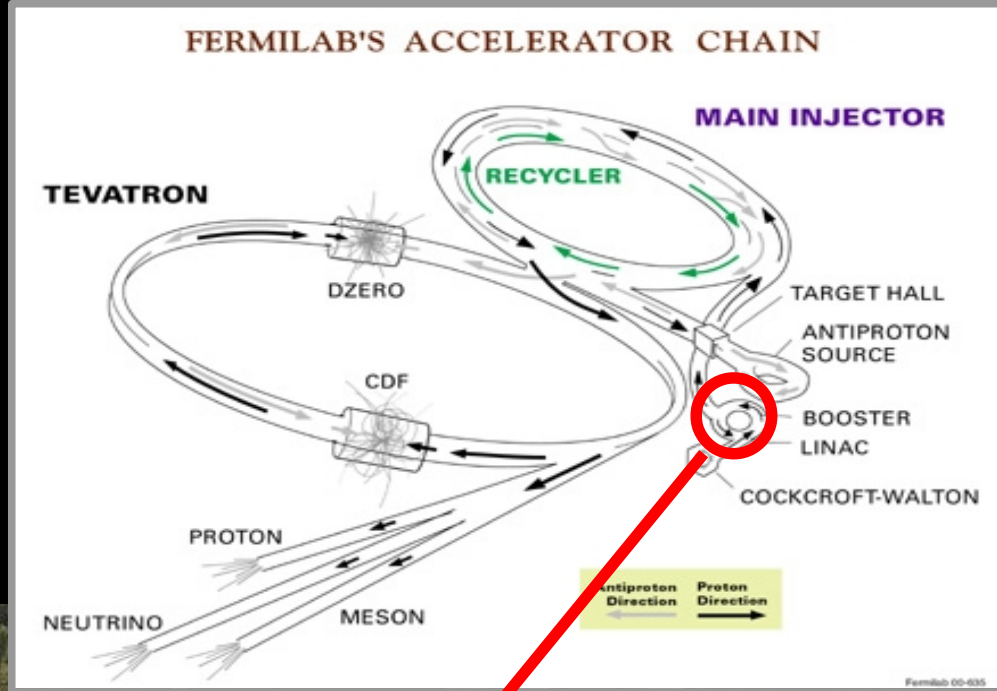 FERMILAB'S ACCELERATOR CHAIN
MAIN INJECTOR
RECYCLER
TEVATRON
DZERO
TARGET HALL
ANTIPROTON
SOURCE
CDF
BOOSTER
LINAC
COCKCROFT-WALTON
PROTON
NEUTRINO
MESON
Antiproton Proton
Direction Direction
Fermilab 00-635